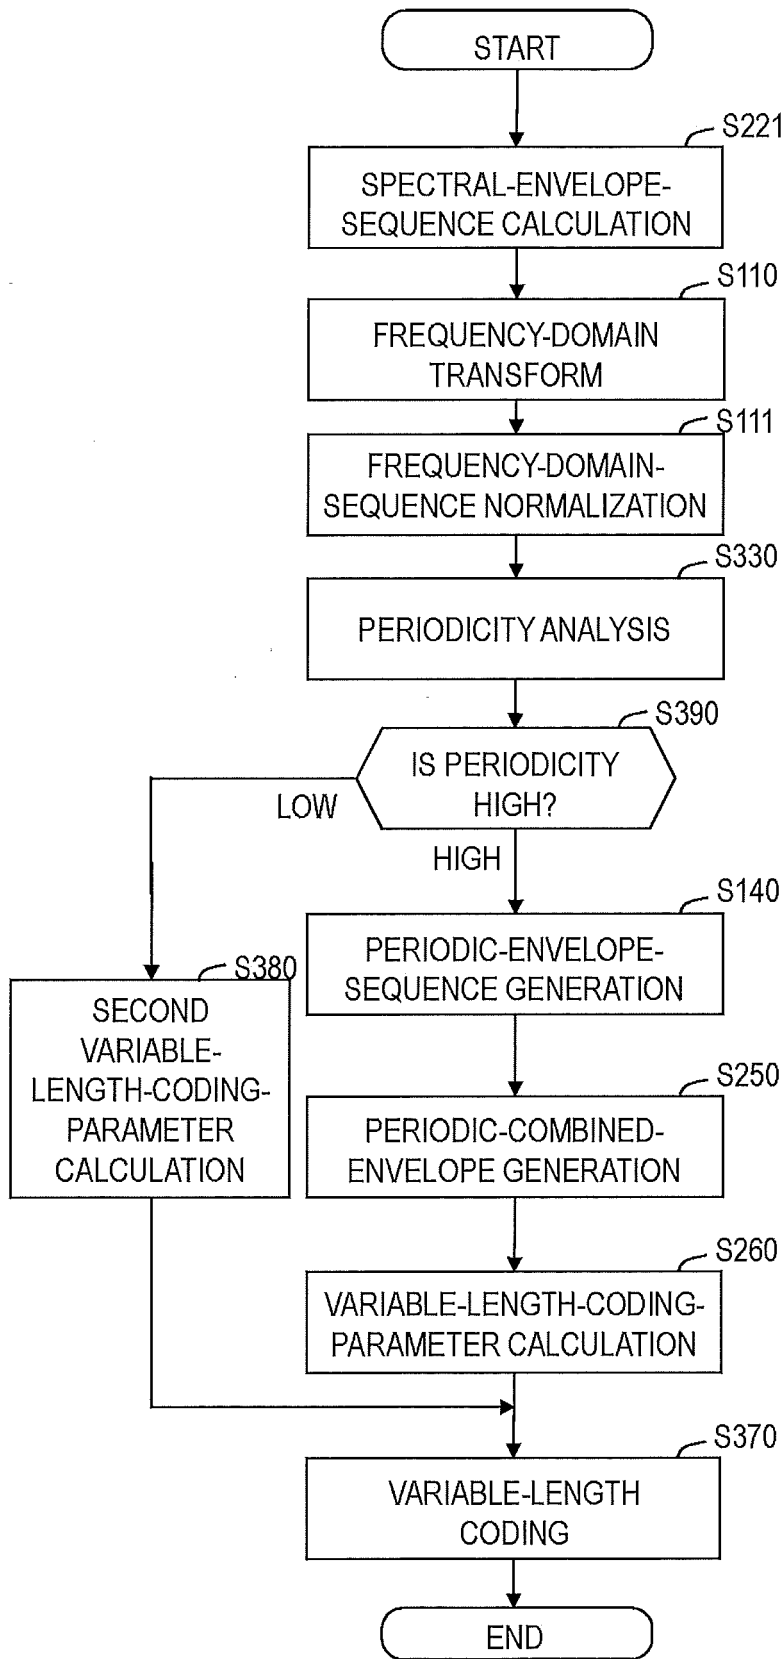 START
S221
SPECTRAL-ENVELOPE-
SEQUENCE CALCULATION
S110
FREQUENCY-DOMAIN
TRANSFORM
S111
FREQUENCY-DOMAIN-
SEQUENCE NORMALIZATION
S330
PERIODICITY ANALYSIS
S390
IS PERIODICITY
HIGH?
LOW
HIGH
S140
PERIODIC-ENVELOPE-
SEQUENCE GENERATION
S380
SECOND
VARIABLE-
LENGTH-CODING-
PARAMETER
CALCULATION
S250
PERIODIC-COMBINED-
ENVELOPE GENERATION
S260
VARIABLE-LENGTH-CODING-
PARAMETER CALCULATION
S370
VARIABLE-LENGTH
CODING
END